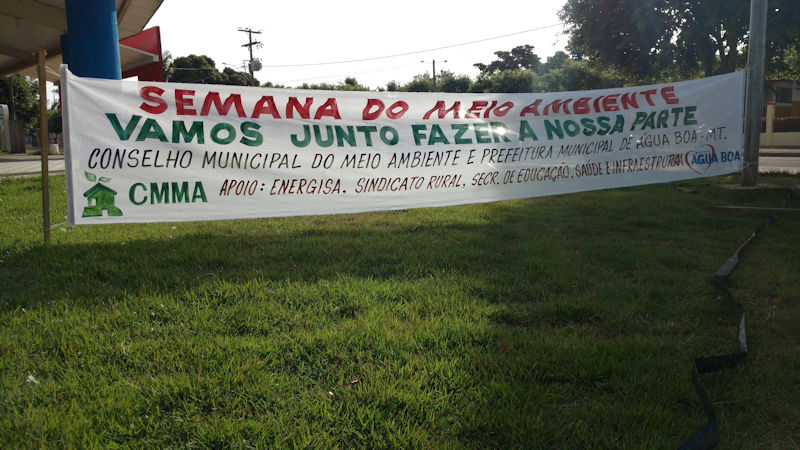 SEMANA DO MEIO AMBIENTE
VAMOS JUNTO FAZER A NOSSA PARTE
CONSELHO MUNICIPAL DO MEIO AMBIENTE E PREFEITURA MUNICIPAL DE ÁGUA BOA-MT.
CMMA APOIO: ENERGISA. SINDICATO RURAL, SECR. DE EDUCAÇÃO, SAÚDE E INFRAESTRUTURA ÁGUA BOA